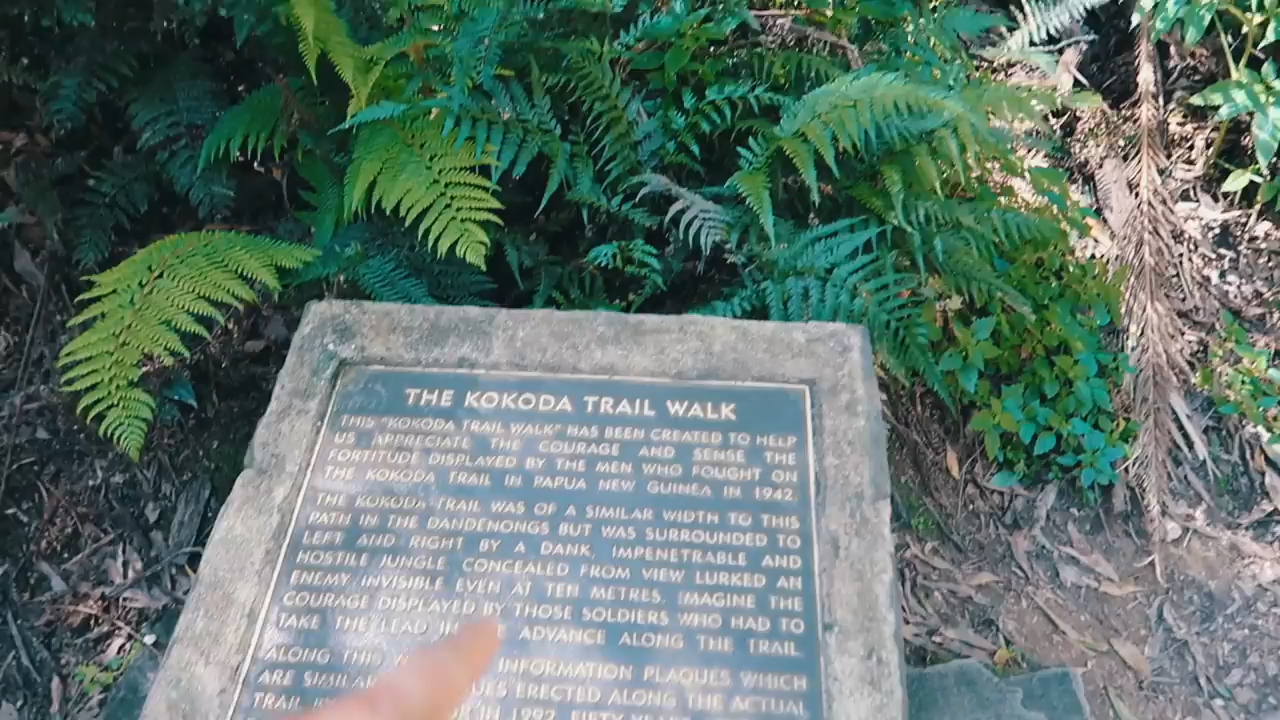 THE KOKODA TRAIL WALK
THIS "KOKODA TRAIL WALK" HAS BEEN CREATED TO HELP
US APPRECIATE THE COURAGE AND SENSE THE
FORTITUDE DISPLAYED BY THE MEN WHO FOUGHT ON
THE KOKODA TRAIL IN PAPUA NEW GUINEA IN 1942.
THE KOKODA TRAIL WAS OF A SIMILAR WIDTH TO THIS
PATH IN THE DANDENONGS BUT WAS SURROUNDED TO
LEFT AND RIGHT BY A DANK, IMPENETRABLE AND
HOSTILE JUNGLE. CONCEALED FROM VIEW LURKED AN
ENEMY INVISIBLE EVEN AT TEN METRES. IMAGINE THE
COURAGE DISPLAYED BY THOSE SOLDIERS WHO HAD TO
TAKE THE LEAD IN ADVANCE ALONG THE TRAIL.
ALONG THIS INFORMATION PLAQUES WHICH
ARE SIMILAR ERECTED ALONG THE ACTUAL
TRAIL IN 1992, FIFTY